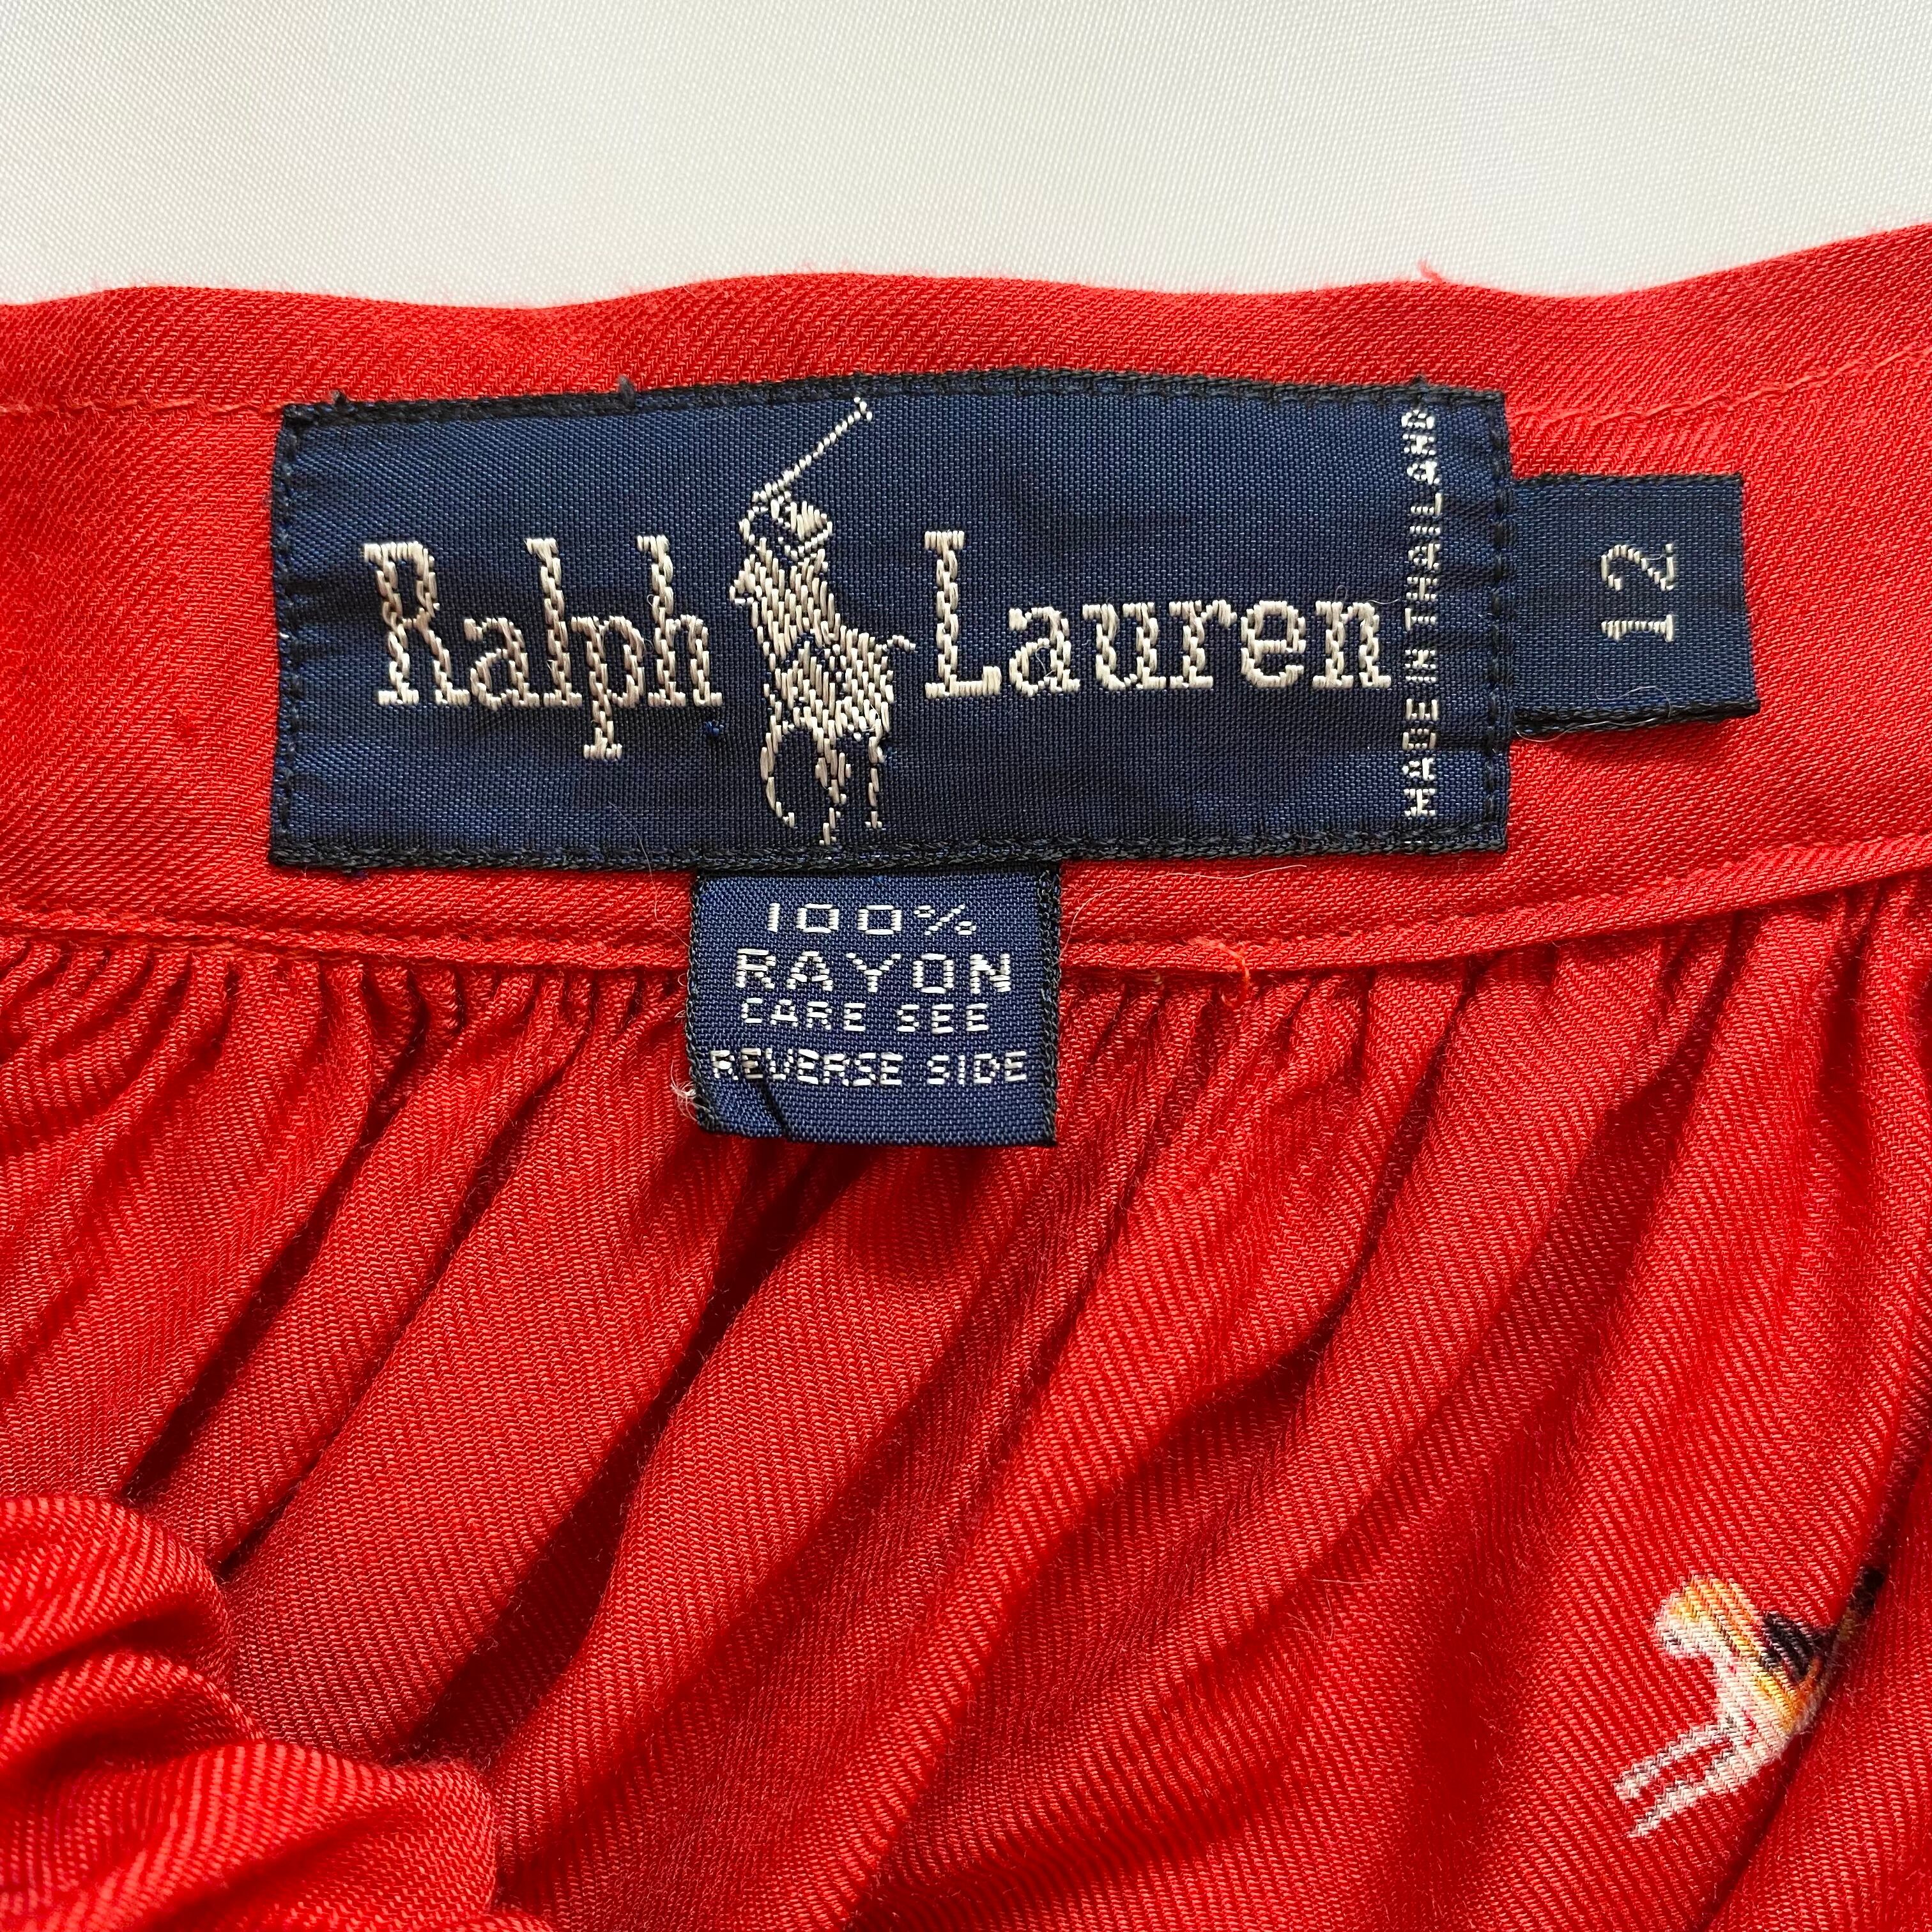 Ralph Lauren
MADE IN THAILAND
12
100%
RAYON
CARE SEE
REVERSE SIDE